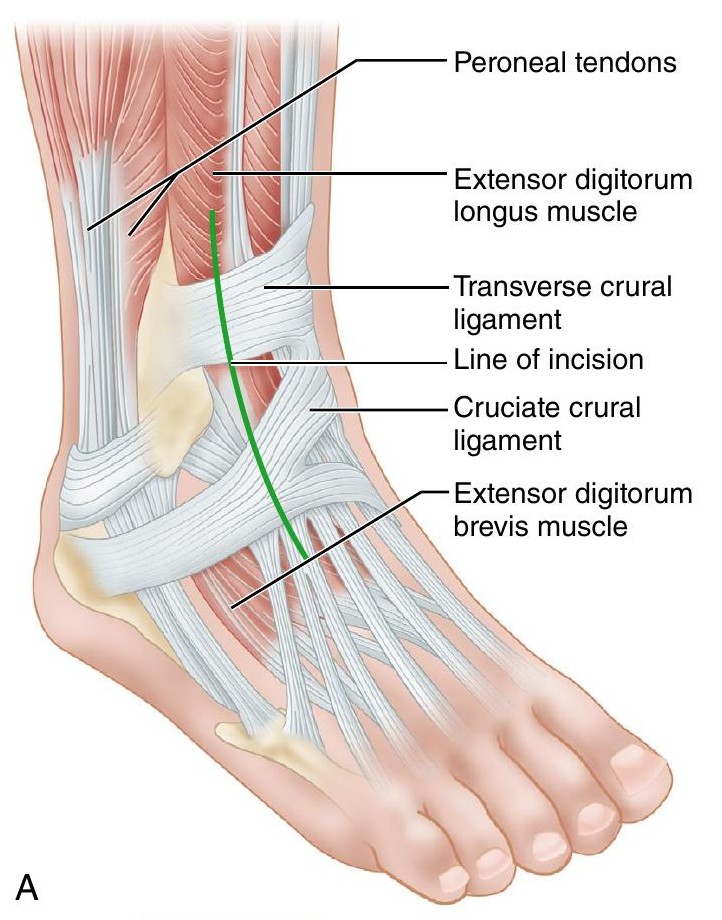 Peroneal tendons
Extensor digitorum
longus muscle
Transverse crural
ligament
Line of incision
Cruciate crural
ligament
Extensor digitorum
brevis muscle
A